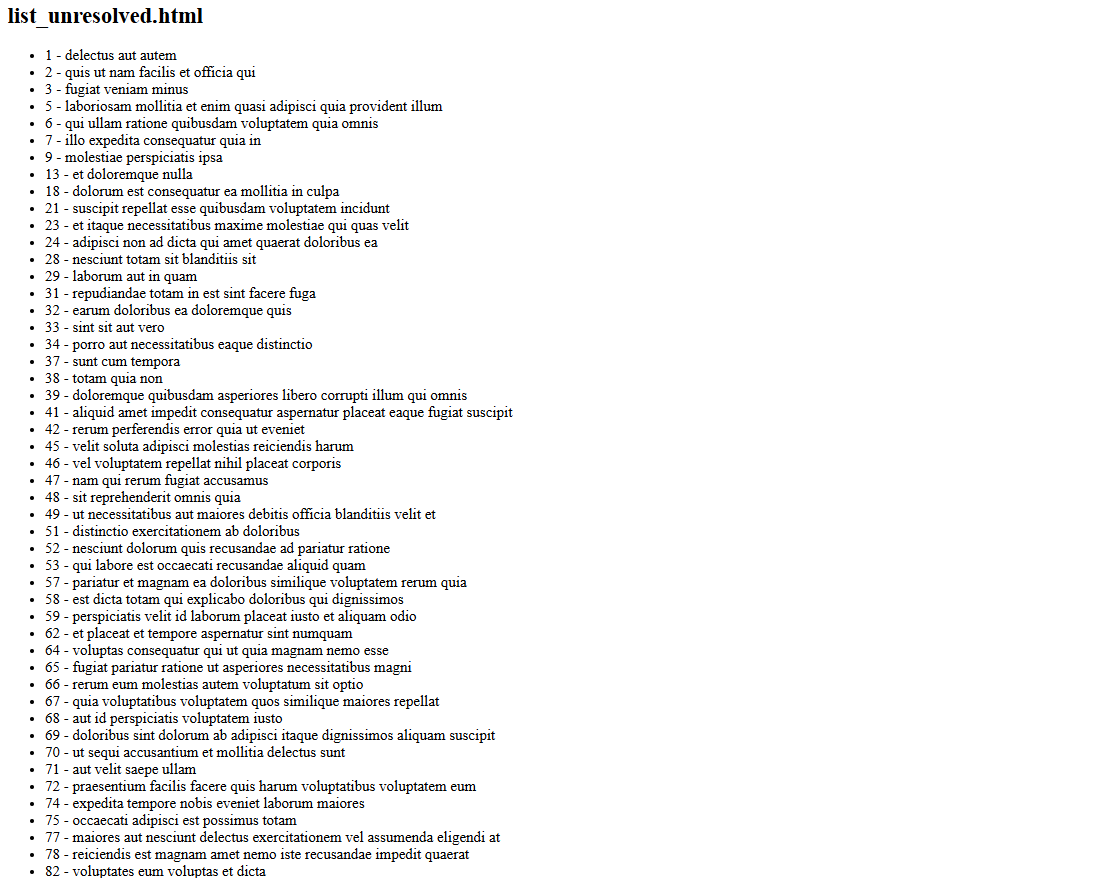 list_unresolved.html
1 - delectus aut autem
2 - quis ut nam facilis et officia qui
3 - fugiat veniam minus
5 - laboriosam mollitia et enim quasi adipisci quia provident illum
6 - qui ullam ratione quibusdam voluptatem quia omnis
7 - illo expedita consequatur quia in
9 - molestiae perspiciatis ipsa
13 - et doloremque nulla
18 - dolorum est consequatur ea mollitia in culpa
21 - suscipit repellat esse quibusdam voluptatem incidunt
23 - et itaque necessitatibus maxime molestiae qui quas velit
24 - adipisci non ad dicta qui amet quaerat doloribus ea
28 - nesciunt totam sit blanditiis sit
29 - laborum aut in quam
31 - repudiandae totam in est sint facere fuga
32 - earum doloribus ea doloremque quis
33 - sint sit aut vero
34 - porro aut necessitatibus eaque distinctio
37 - sunt cum tempora
38 - totam quia non
39 - doloremque quibusdam asperiores libero corrupti illum qui omnis
41 - aliquid amet impedit consequatur aspernatur placeat eaque fugiat suscipit
42 - rerum perferendis error quia ut eveniet
45 - velit soluta adipisci molestias reiciendis harum
46 - vel voluptatem repellat nihil placeat corporis
47 - nam qui rerum fugiat accusamus
48 - sit reprehenderit omnis quia
49 - ut necessitatibus aut maiores debitis officia blanditiis velit et
51 - distinctio exercitationem ab doloribus
52 - nesciunt dolorum quis recusandae ad pariatur ratione
53 - qui labore est occaecati recusandae aliquid quam
57 - pariatur et magnam ea doloribus similique voluptatem rerum quia
58 - est dicta totam qui explicabo doloribus qui dignissimos
59 - perspiciatis velit id laborum placeat iusto et aliquam odio
62 - et placeat et tempore aspernatur sint numquam
64 - voluptas consequatur qui ut quia magnam nemo esse
65 - fugiat pariatur ratione ut asperiores necessitatibus magni
66 - rerum eum molestias autem voluptatum sit optio
67 - quia voluptatibus voluptatem quos similique maiores repellat
68 - aut id perspiciatis voluptatem iusto
69 - doloribus sint dolorum ab adipisci itaque dignissimos aliquam suscipit
70 - ut sequi accusantium et mollitia delectus sunt
71 - aut velit saepe ullam
72 - praesentium facilis facere quis harum voluptatibus voluptatem eum
74 - expedita tempore nobis eveniet laborum maiores
75 - occaecati adipisci est possimus totam
77 - maiores aut nesciunt delectus exercitationem vel assumenda eligendi at
78 - reiciendis est magnam amet nemo iste recusandae impedit quaerat
82 - voluptates eum voluptas et dicta